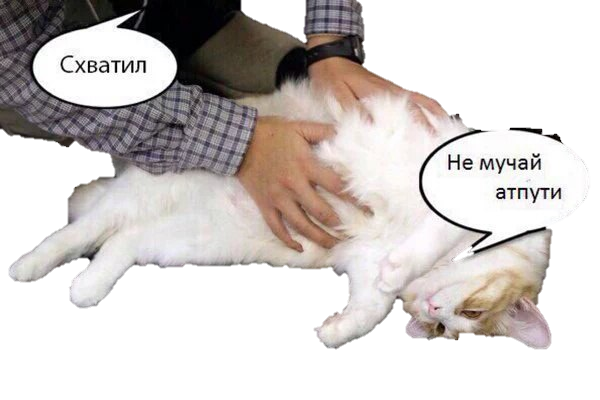 Схватил
Не мучай
атпути